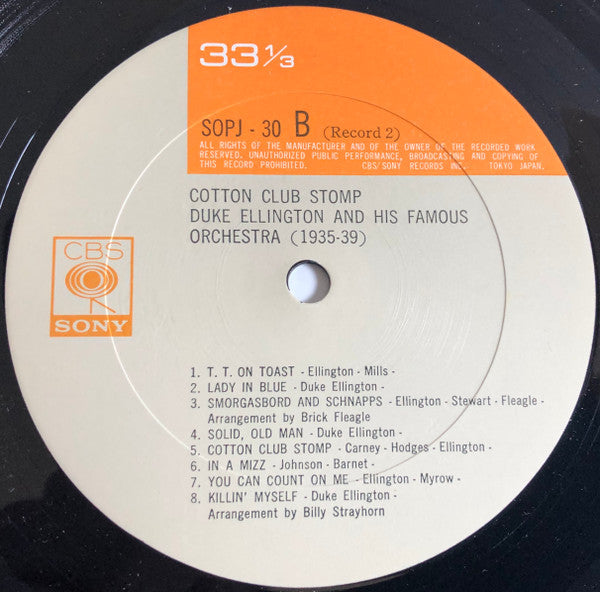 33 1/3
SOPJ - 30 B (Record 2)
ALL RIGHTS OF THE MANUFACTURER AND OF THE OWNER OF THE RECORDED WORK
RESERVED. UNAUTHORIZED PUBLIC PERFORMANCE, BROADCASTING AND COPYING OF
THIS RECORD PROHIBITED. CBS/SONY RECORDS INC. TOKYO JAPAN.
COTTON CLUB STOMP
DUKE ELLINGTON AND HIS FAMOUS
ORCHESTRA (1935-39)
CBS
SONY
1. T. T. ON TOAST - Ellington - Mills -
2. LADY IN BLUE - Duke Ellington -
3. SMORGASBORD AND SCHNAPPS - Ellington - Stewart - Fleagle -
Arrangement by Brick Fleagle
4. SOLID, OLD MAN - Duke Ellington -
5. COTTON CLUB STOMP - Carney - Hodges - Ellington -
6. IN A MIZZ - Johnson - Barnet -
7. YOU CAN COUNT ON ME - Ellington - Myrow -
8. KILLIN' MYSELF - Duke Ellington -
Arrangement by Billy Strayhorn